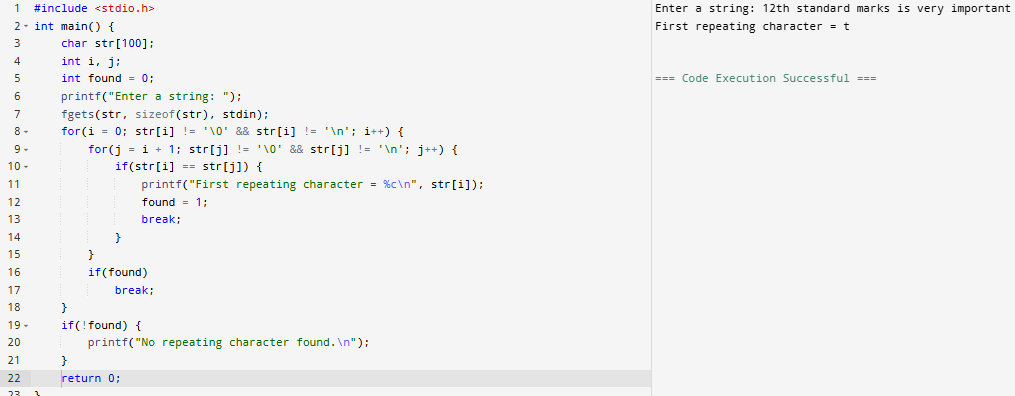 1 #include <stdio.h>
2 int main() {
3 char str[100];
4 int i, j;
5 int found = 0;
6 printf("Enter a string: ");
7 fgets(str, sizeof(str), stdin);
8 for(i = 0; str[i] != '\0' && str[i] != '\n'; i++) {
9 for(j = i + 1; str[j] != '\0' && str[j] != '\n'; j++) {
10 if(str[i] == str[j]) {
11 printf("First repeating character = %c\n", str[i]);
12 found = 1;
13 break;
14 }
15 }
16 if(found)
17 break;
18 }
19 if(!found) {
20 printf("No repeating character found.\n");
21 }
22 return 0;
23 }
Enter a string: 12th standard marks is very important
First repeating character = t
=== Code Execution Successful ===